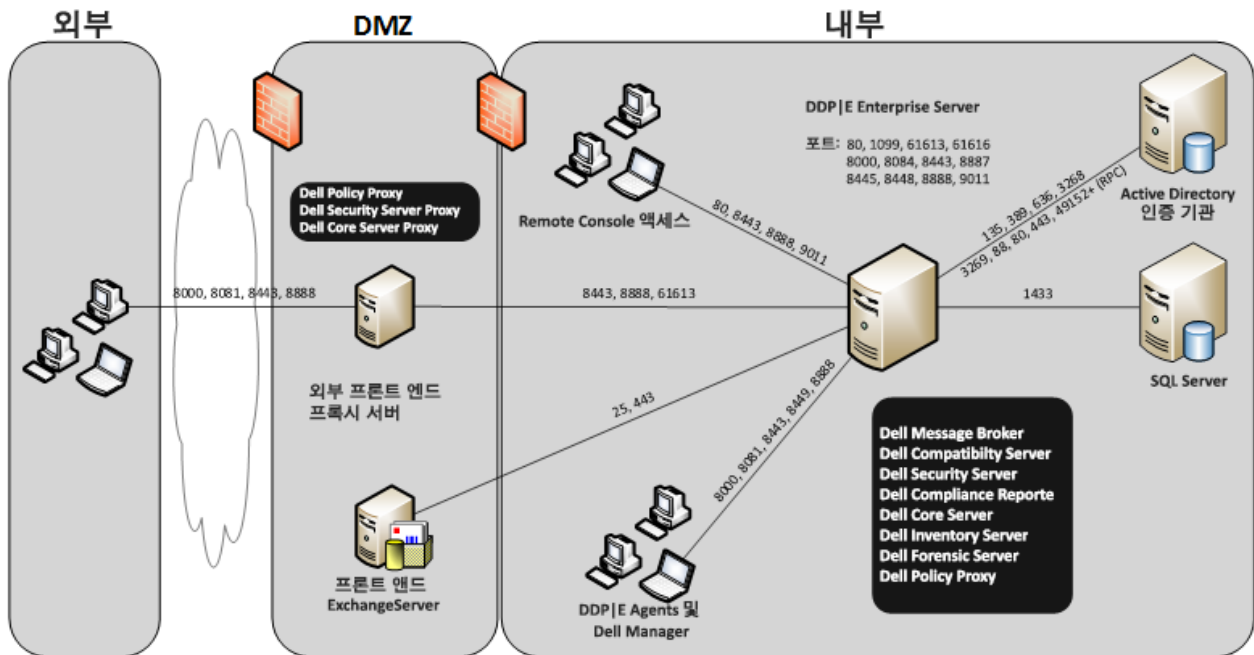 외부
DMZ
내부
DDP|E Enterprise Server
포트: 80, 1099, 61613, 61616
8000, 8084, 8443, 8887
8445, 8448, 8888, 9011
Dell Policy Proxy
Dell Security Server Proxy
Dell Core Server Proxy
Remote Console 액세스
80, 8443, 8888, 9011
135, 389, 636, 3268
3269, 88, 80, 443, 49152+ (RPC)
Active Directory
인증 기관
8000, 8081, 8443, 8888
8443, 8888, 61613
1433
외부 프론트 엔드
프록시 서버
SQL Server
25, 443
8000, 8081, 8443, 8449, 8888
Dell Message Broker
Dell Compatibilty Server
Dell Security Server
Dell Compliance Reporte
Dell Core Server
Dell Inventory Server
Dell Forensic Server
Dell Policy Proxy
프론트 앤드
ExchangeServer
DDP|E Agents 및
Dell Manager